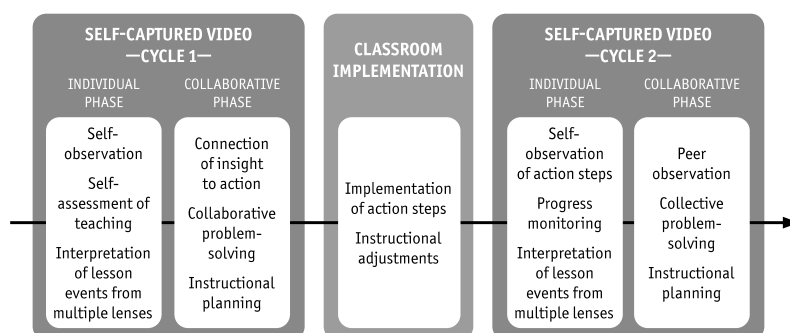 SELF-CAPTURED VIDEO
—CYCLE 1—
INDIVIDUAL
PHASE
Self-
observation
Self-
assessment of
teaching
Interpretation
of lesson
events from
multiple lenses
COLLABORATIVE
PHASE
Connection
of insight
to action
Collaborative
problem-
solving
Instructional
planning
CLASSROOM
IMPLEMENTATION
Implementation
of action steps
Instructional
adjustments
SELF-CAPTURED VIDEO
—CYCLE 2—
INDIVIDUAL
PHASE
Self-
observation
of action steps
Progress
monitoring
Interpretation
of lesson
events from
multiple lenses
COLLABORATIVE
PHASE
Peer
observation
Collective
problem-
solving
Instructional
planning